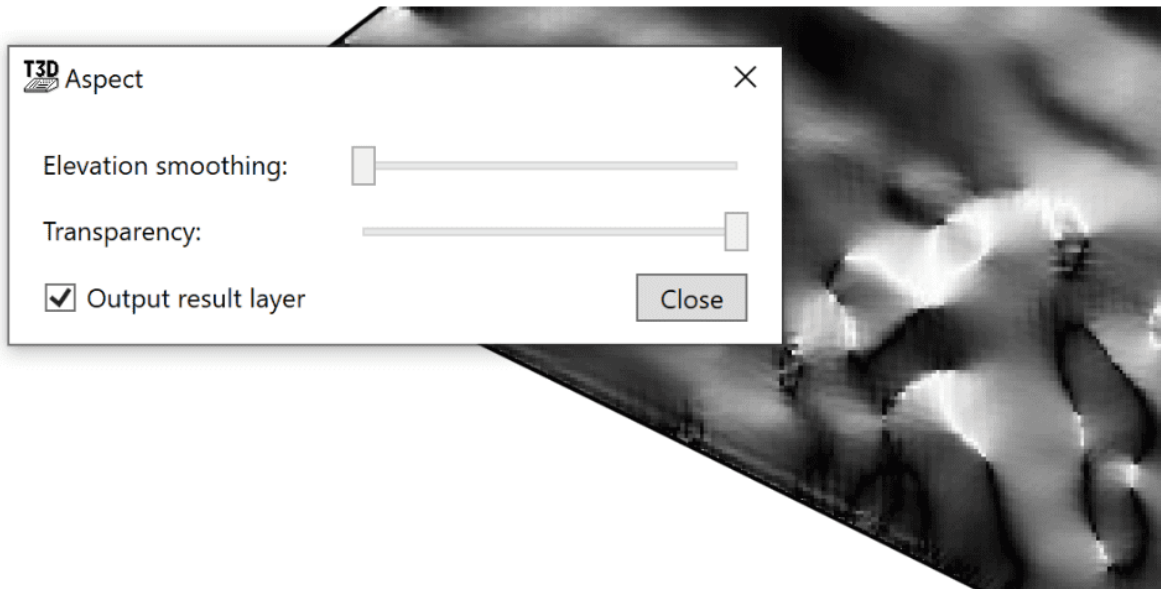 T3D Aspect
Elevation smoothing:
Transparency:
Output result layer
Close